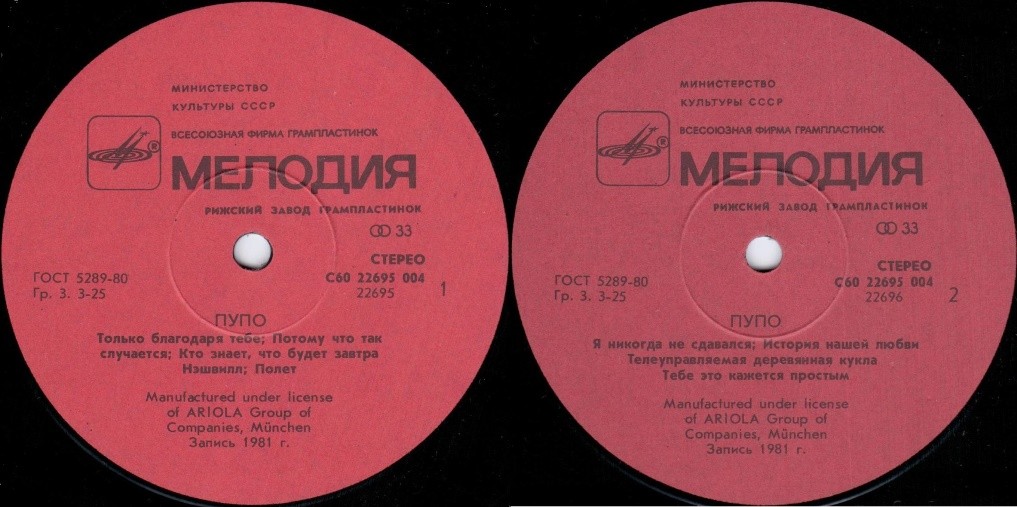 МИНИСТЕРСТВО
КУЛЬТУРЫ СССР
ВСЕСОЮЗНАЯ ФИРМА ГРАМПЛАСТИНОК
®
МЕЛОДИЯ
РИЖСКИЙ ЗАВОД ГРАМПЛАСТИНОК
33
СТЕРЕО
ГОСТ 5289-80
С60 22695 004
Гр. 3. 3-25
22695
1
ПУПО
Только благодаря тебе; Потому что так
случается; Кто знает, что будет завтра
Нэшвилл; Полет
Manufactured under license
of ARIOLA Group of
Companies, München
Запись 1981 г.
МИНИСТЕРСТВО
КУЛЬТУРЫ СССР
ВСЕСОЮЗНАЯ ФИРМА ГРАМПЛАСТИНОК
®
МЕЛОДИЯ
РИЖСКИЙ ЗАВОД ГРАМПЛАСТИНОК
33
СТЕРЕО
ГОСТ 5289-80
С60 22695 004
Гр. 3. 3-25
22696
2
ПУПО
Я никогда не сдавался; История нашей любви
Телеуправляемая деревянная кукла
Тебе это кажется простым
Manufactured under license
of ARIOLA Group of
Companies, München
Запись 1981 г.